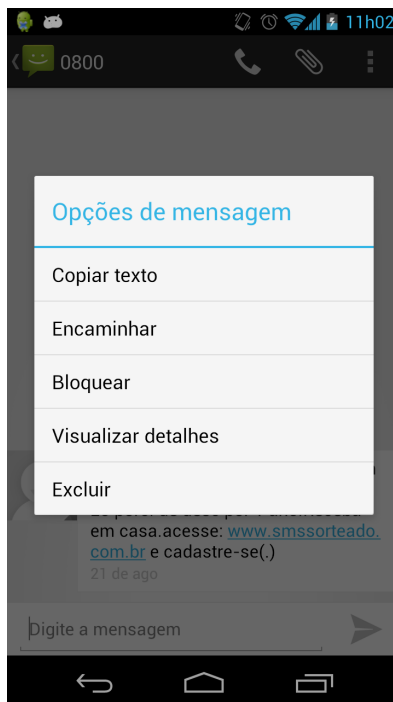 11h02
0800
Opções de mensagem
Copiar texto
Encaminhar
Bloquear
Visualizar detalhes
Excluir
em casa.acesse: www.smssorteado.
com.br e cadastre-se(.)
21 de ago
Digite a mensagem